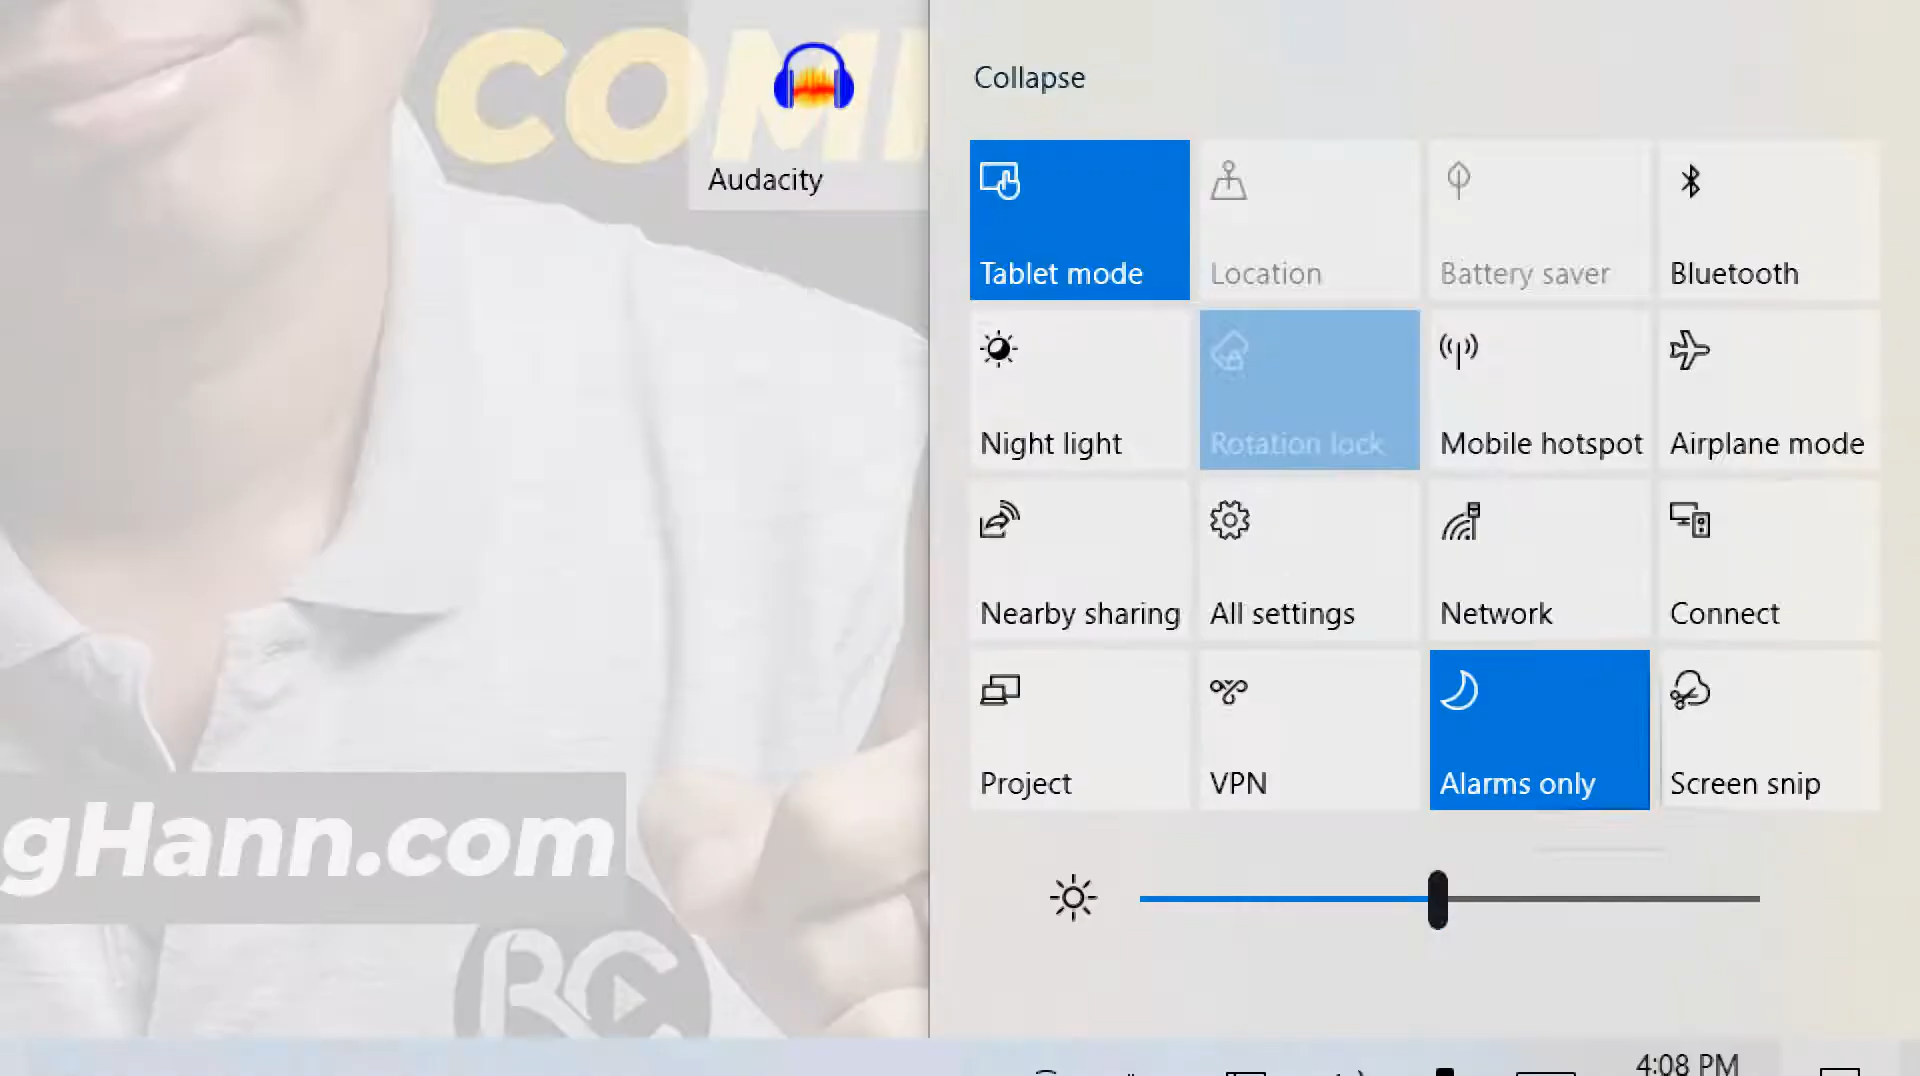 COM
Audacity
Collapse
Tablet mode
Location
Battery saver
Bluetooth
Night light
Rotation lock
Mobile hotspot
Airplane mode
Nearby sharing
All settings
Network
Connect
Project
VPN
Alarms only
Screen snip
gHann.com
RC
4:08 PM